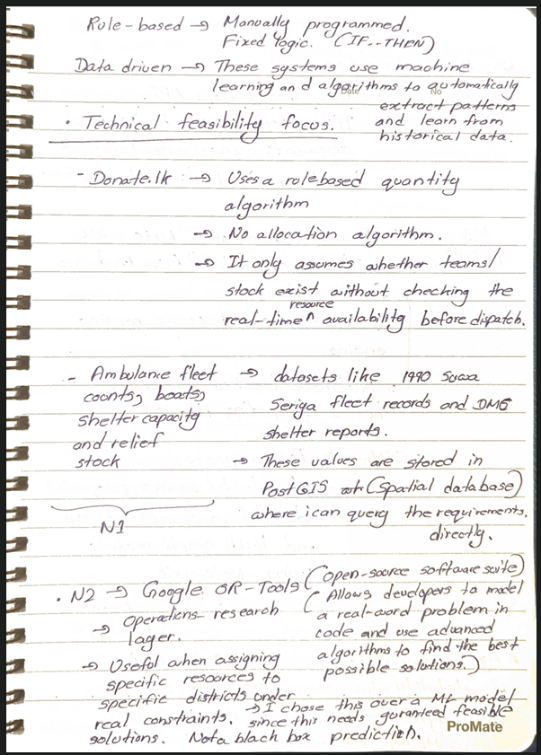 Rule-based → Manually programmed.
Fixed logic. (IF..THEN)
Data driven → These systems use machine
learning and algorithms to automatically
extract patterns
• Technical feasibility focus. and learn from
historical data.
- Donate.lk → Uses a rolebased quantity
algorithm
→ No allocation algorithm.
→ It only assumes whether teams/
stock exist without checking the
real-time ^ resource availability before dispatch.
- Ambulance fleet → datasets like 1990 Suwa
counts, boats, Seriga fleet records and DMG
shelter capacity shelter reports.
and relief
stock → These values are stored in
PostGIS (spatial database)
N1 where i can query the requirements
directly.
• N2 → Google OR-Tools (open-source software suite)
( Allows developers to model
→ Operations research a real-word problem in
layer. code and use advanced
→ Useful when assigning algorithms to find the best
specific resources to possible solutions.)
specific districts under
real constraints. → I chose this over a ML model
since this needs guranteed feasible
solutions. Not a black box prediction.
ProMate